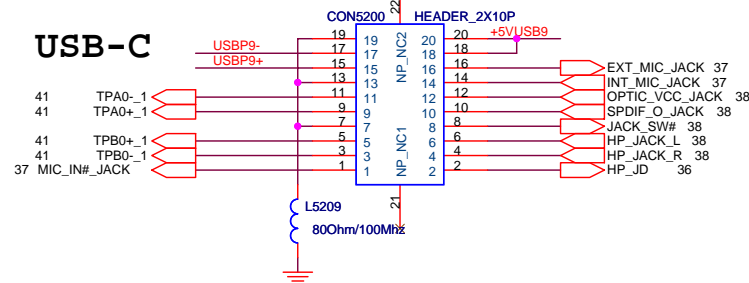 22
CON5200 HEADER_2X10P
USB-C
+5VUSB9
USBP9-
USBP9+
19 19 20 20
17 17 18 18
15 15 16 16 EXT_MIC_JACK 37
13 13 14 14 INT_MIC_JACK 37
41 TPA0-_1 11 11 12 12 OPTIC_VCC_JACK 38
41 TPA0+_1 9 9 10 10 SPDIF_O_JACK 38
7 7 8 8 JACK_SW# 38
41 TPB0+_1 5 5 6 6 HP_JACK_L 38
41 TPB0-_1 3 3 4 4 HP_JACK_R 38
37 MIC_IN#_JACK 1 1 2 2 HP_JD 36
NP_NC2
NP_NC1
21
L5209
80Ohm/100Mhz